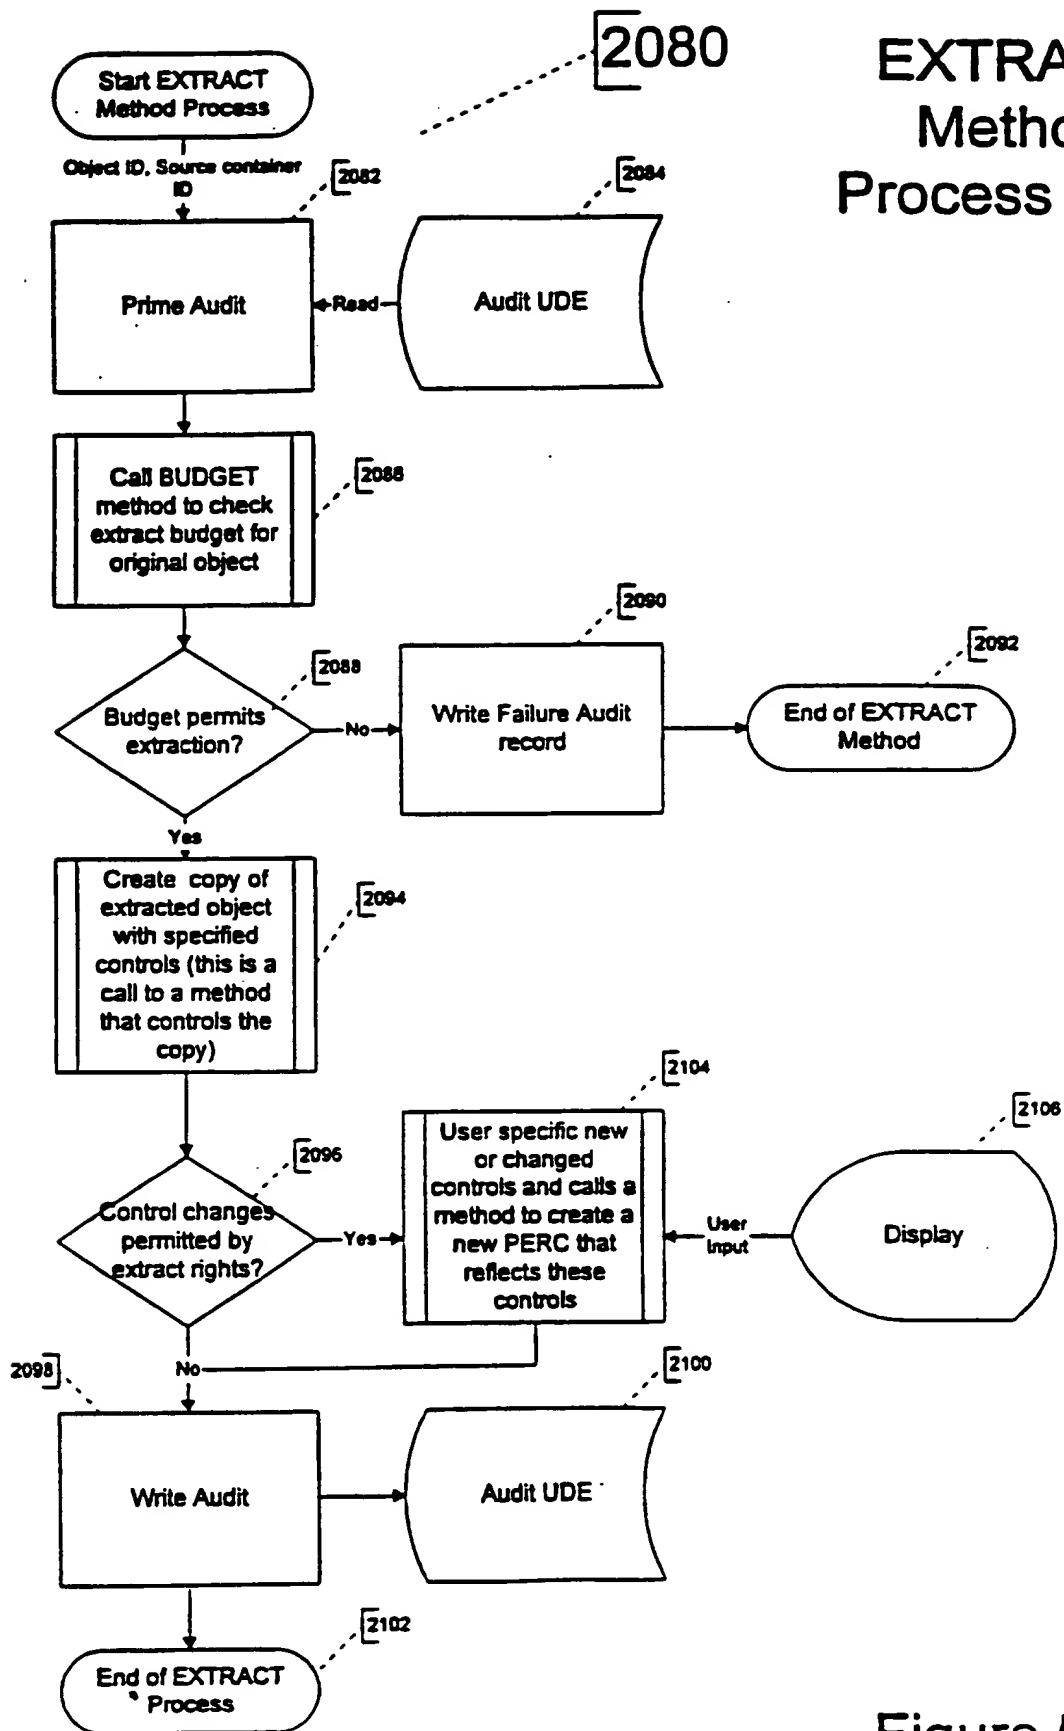 2080
EXTRA
Metho
Process
Start EXTRACT
Method Process
Object ID, Source container
ID
2082
2084
Prime Audit
Read
Audit UDE
Call BUDGET
method to check
extract budget for
original object
2086
2088
Budget permits
extraction?
No
2090
Write Failure Audit
record
2092
End of EXTRACT
Method
Yes
Create copy of
extracted object
with specified
controls (this is a
call to a method
that controls the
copy)
2094
2096
Control changes
permitted by
extract rights?
Yes
2104
User specific new
or changed
controls and calls a
method to create a
new PERC that
reflects these
controls
User
Input
2106
Display
No
2098
Write Audit
2100
Audit UDE
2102
End of EXTRACT
Process
Figure